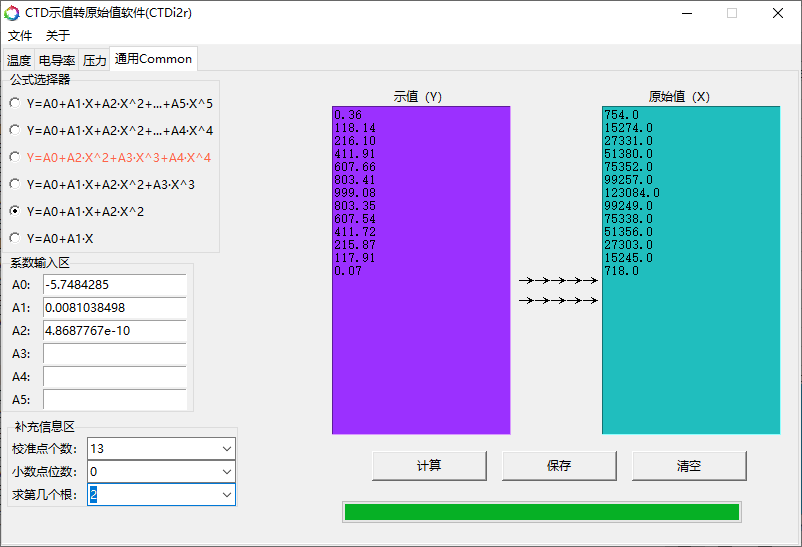 CTD示值转原始值软件(CTDi2r)
文件 关于
温度 电导率 压力 通用Common
公式选择器
Y=A0+A1·X+A2·X^2+...+A5·X^5
Y=A0+A1·X+A2·X^2+...+A4·X^4
Y=A0+A2·X^2+A3·X^3+A4·X^4
Y=A0+A1·X+A2·X^2+A3·X^3
Y=A0+A1·X+A2·X^2
Y=A0+A1·X
系数输入区
A0: -5.7484285
A1: 0.0081038498
A2: 4.8687767e-10
A3:
A4:
A5:
补充信息区
校准点个数: 13
小数点位数: 0
求第几个根: 2
示值（Y）
0.36
118.14
216.10
411.91
607.66
803.41
999.08
803.35
607.54
411.72
215.87
117.91
0.07
原始值（X）
754.0
15274.0
27331.0
51380.0
75352.0
99257.0
123084.0
99249.0
75338.0
51356.0
27303.0
15245.0
718.0
计算 保存 清空